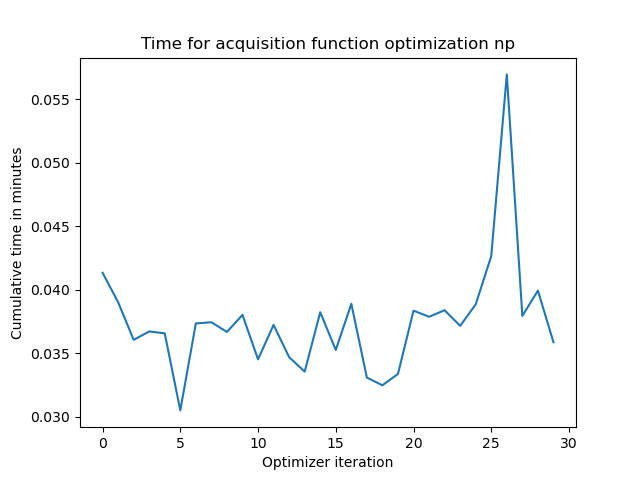 Time for acquisition function optimization np
Cumulative time in minutes
0.055
0.050
0.045
0.040
0.035
0.030
0 5 10 15 20 25 30
Optimizer iteration